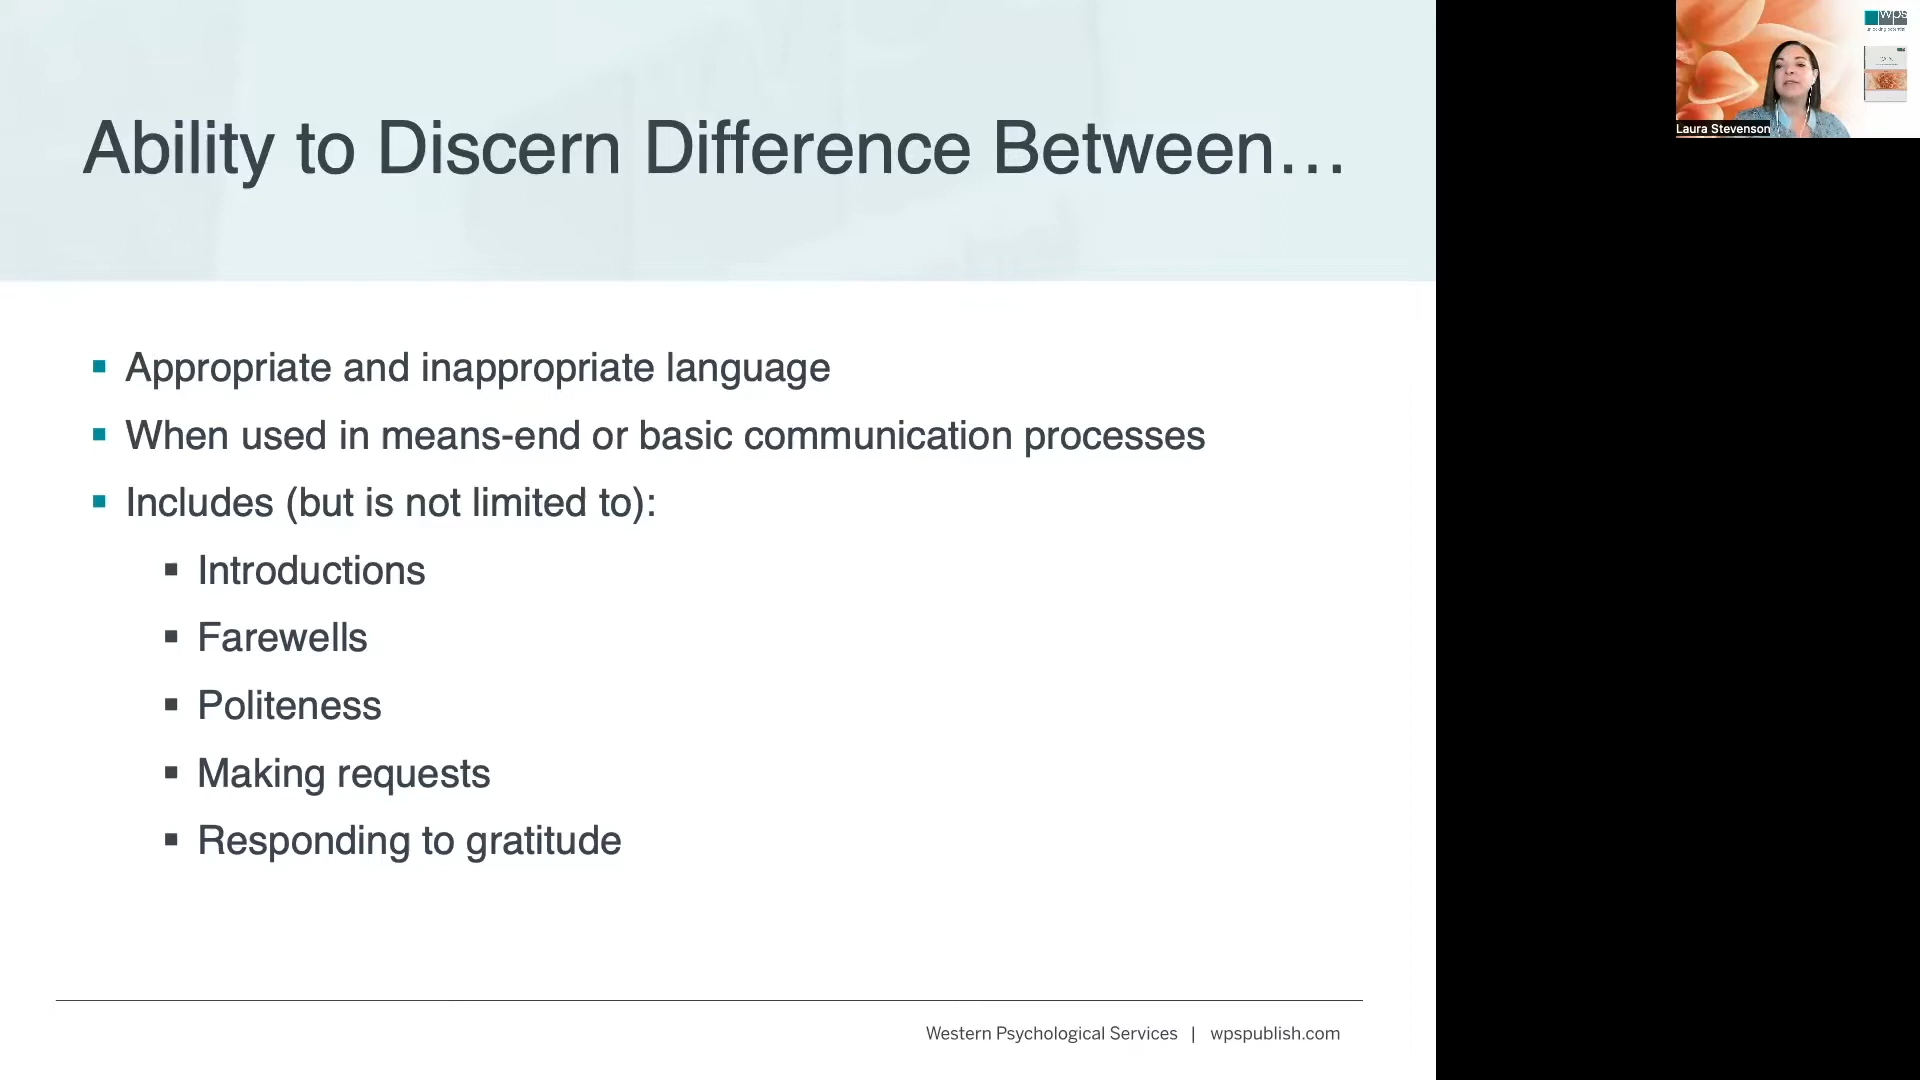 Ability to Discern Difference Between…
Appropriate and inappropriate language
When used in means-end or basic communication processes
Includes (but is not limited to):
Introductions
Farewells
Politeness
Making requests
Responding to gratitude
Western Psychological Services | wpspublish.com
wps
Laura Stevenson